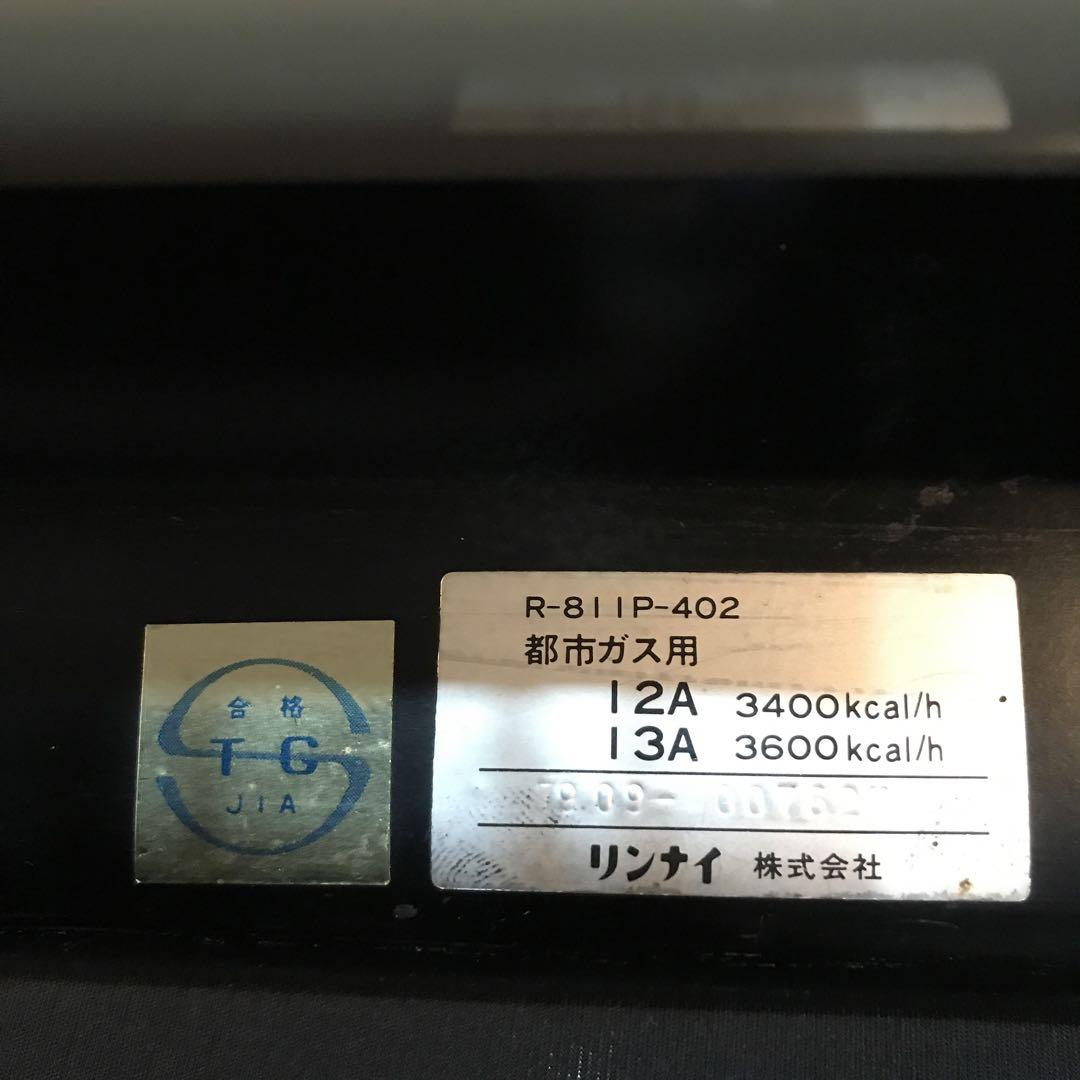 合格
TG
JIA
R-811P-402
都市ガス用
12A 3400kcal/h
13A 3600kcal/h
リンナイ 株式会社